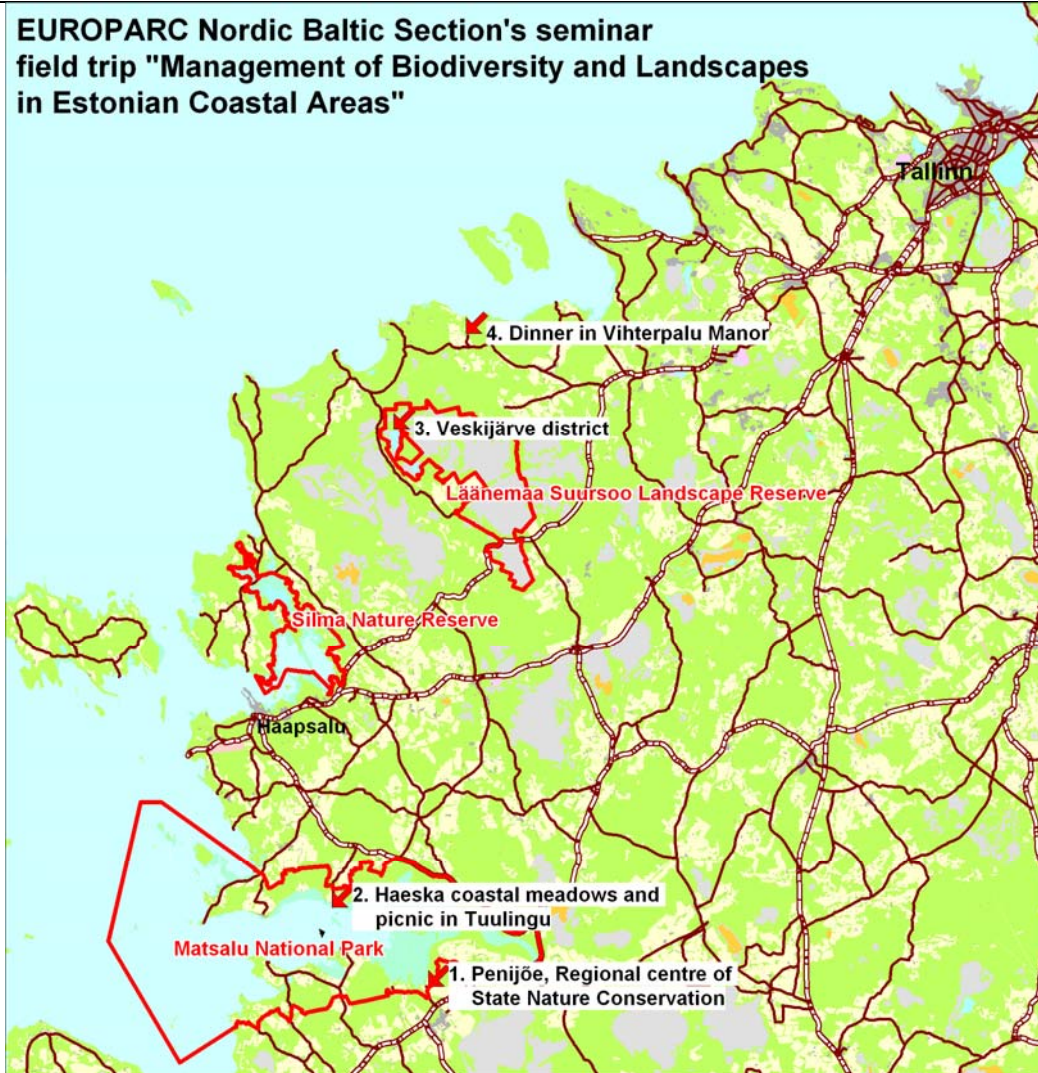 EUROPARC Nordic Baltic Section's seminar
field trip "Management of Biodiversity and Landscapes
in Estonian Coastal Areas"
Tallinn
4. Dinner in Vihterpalu Manor
3. Veskijärve district
Läänemaa Suursoo Landscape Reserve
Silma Nature Reserve
Haapsalu
2. Haeska coastal meadows and
picnic in Tuulingu
Matsalu National Park
1. Penijõe, Regional centre of
State Nature Conservation